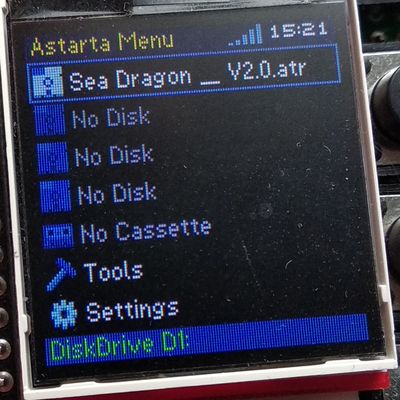 Astarta Menu 15:21
Sea Dragon __ V2.0.atr
No Disk
No Disk
No Disk
No Cassette
Tools
Settings
DiskDrive D1: